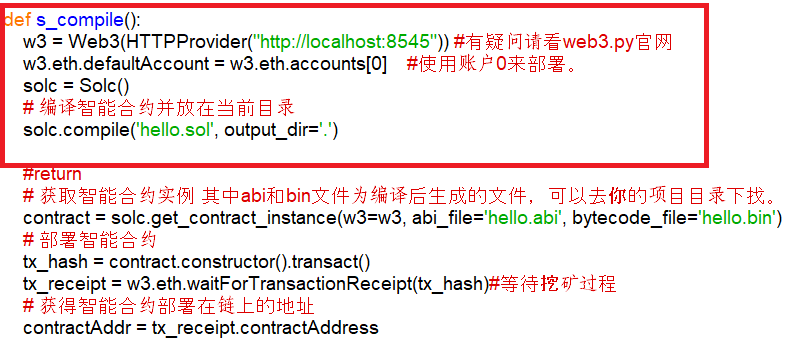 def s_compile():
w3 = Web3(HTTPProvider("http://localhost:8545")) #有疑问请看web3.py官网
w3.eth.defaultAccount = w3.eth.accounts[0] #使用账户0来部署。
solc = Solc()
# 编译智能合约并放在当前目录
solc.compile('hello.sol', output_dir='.')
#return
# 获取智能合约实例 其中abi和bin文件为编译后生成的文件，可以去你的项目目录下找。
contract = solc.get_contract_instance(w3=w3, abi_file='hello.abi', bytecode_file='hello.bin')
# 部署智能合约
tx_hash = contract.constructor().transact()
tx_receipt = w3.eth.waitForTransactionReceipt(tx_hash)#等待挖矿过程
# 获得智能合约部署在链上的地址
contractAddr = tx_receipt.contractAddress